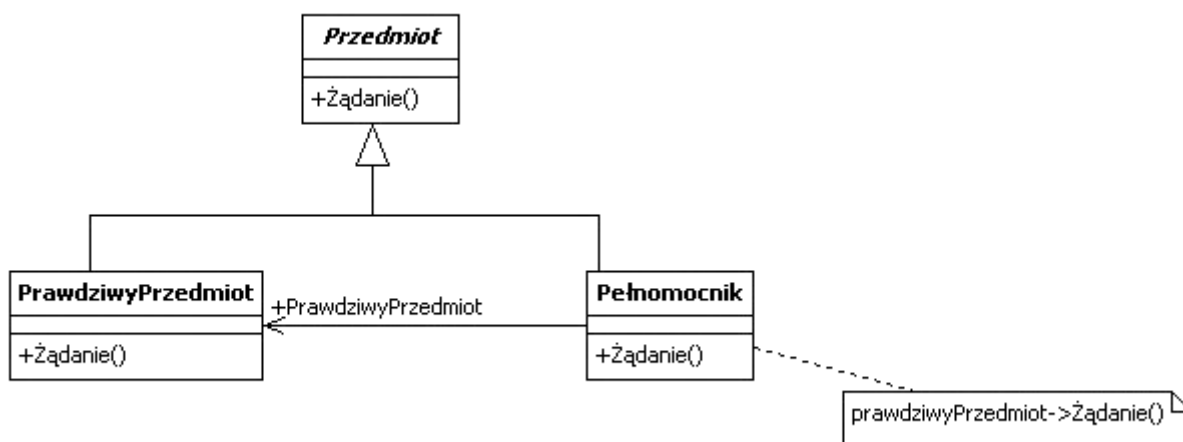 Przedmiot
+Żądanie()
PrawdziwyPrzedmiot
+Żądanie()
+PrawdziwyPrzedmiot
Pełnomocnik
+Żądanie()
prawdziwyPrzedmiot->Żądanie()